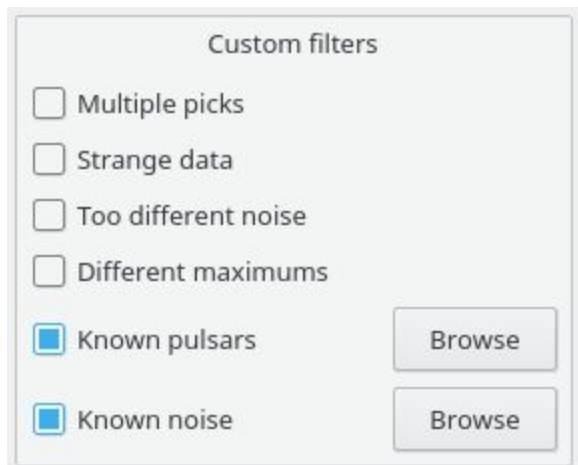 Custom filters
Multiple picks
Strange data
Too different noise
Different maximums
Known pulsars Browse
Known noise Browse